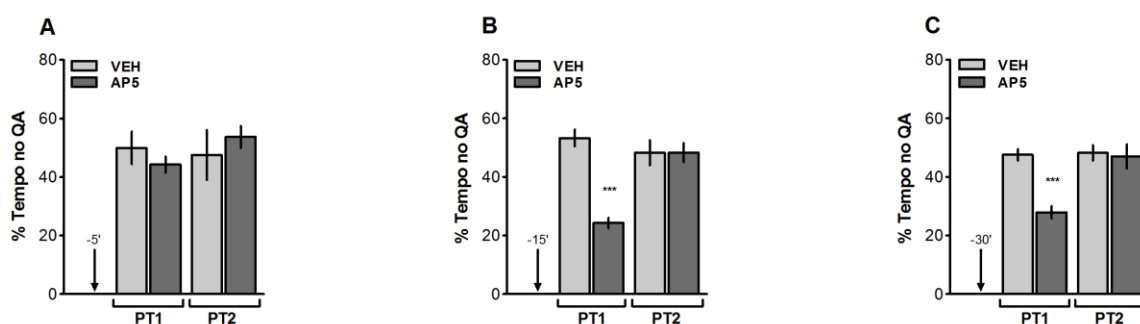 A
% Tempo no QA
80
60
40
20
0
VEH
AP5
-5'
PT1
PT2
B
% Tempo no QA
80
60
40
20
0
VEH
AP5
***
-15'
PT1
PT2
C
% Tempo no QA
80
60
40
20
0
VEH
AP5
***
-30'
PT1
PT2